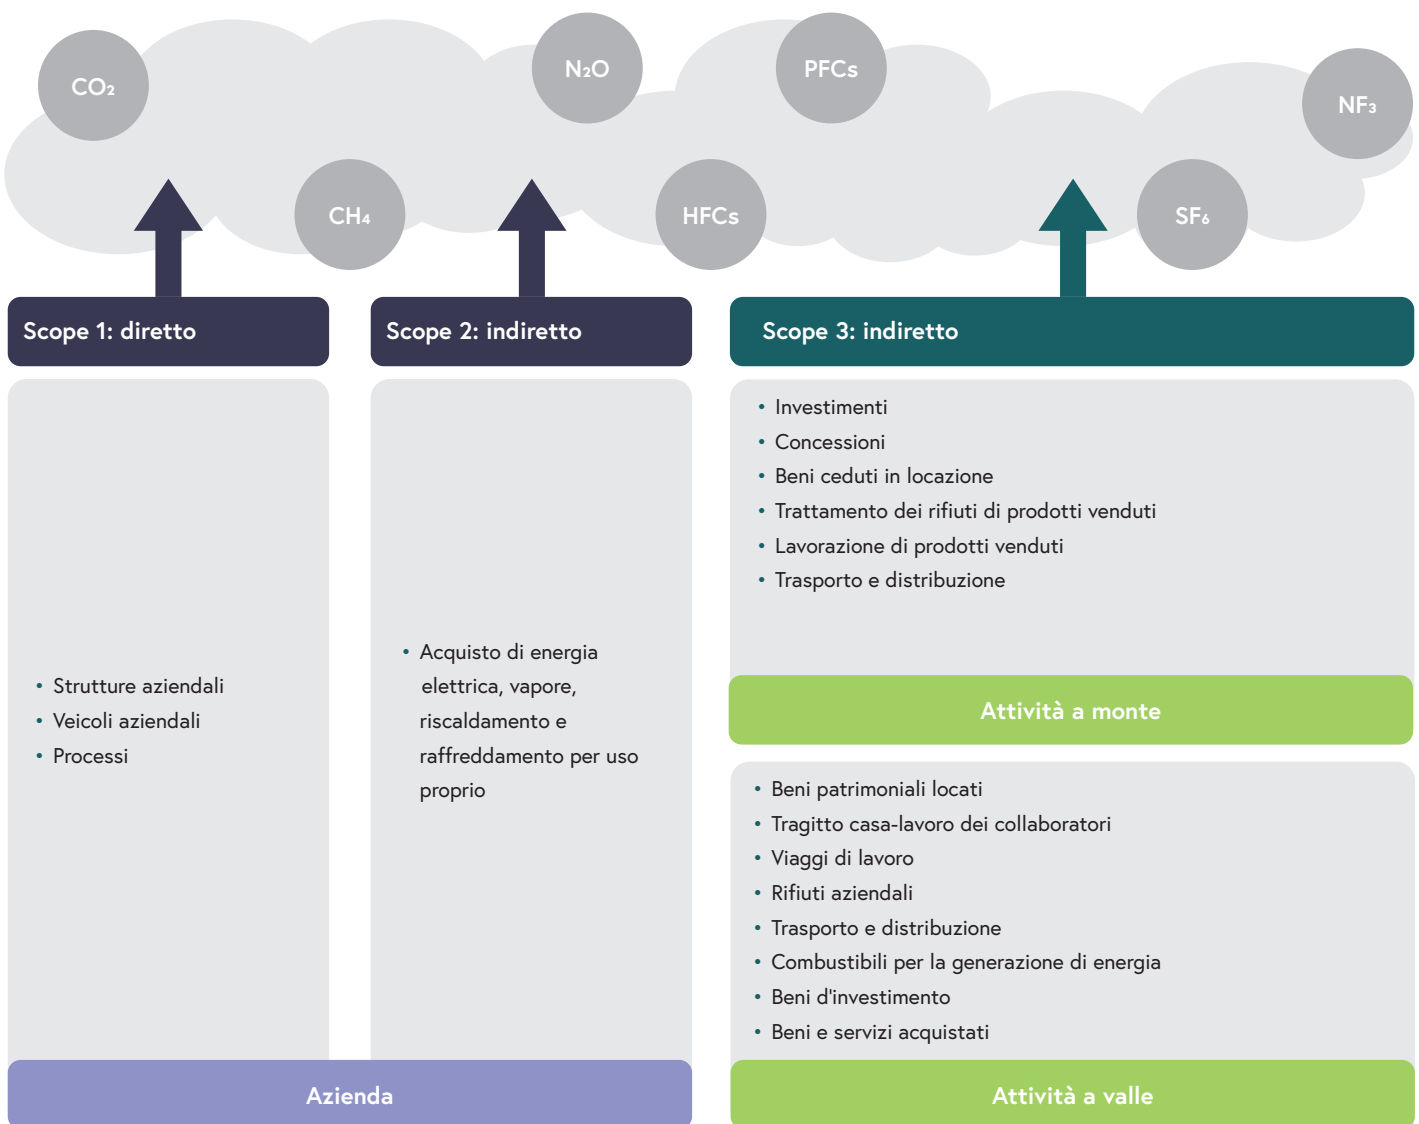 CO₂
N₂O
PFCs
NF₃
CH₄
HFCs
SF₆
Scope 1: diretto
Scope 2: indiretto
Scope 3: indiretto
• Strutture aziendali
• Veicoli aziendali
• Processi
• Acquisto di energia
elettrica, vapore,
riscaldamento e
raffreddamento per uso
proprio
Azienda
• Investimenti
• Concessioni
• Beni ceduti in locazione
• Trattamento dei rifiuti di prodotti venduti
• Lavorazione di prodotti venduti
• Trasporto e distribuzione
Attività a monte
• Beni patrimoniali locati
• Tragitto casa-lavoro dei collaboratori
• Viaggi di lavoro
• Rifiuti aziendali
• Trasporto e distribuzione
• Combustibili per la generazione di energia
• Beni d'investimento
• Beni e servizi acquistati
Attività a valle